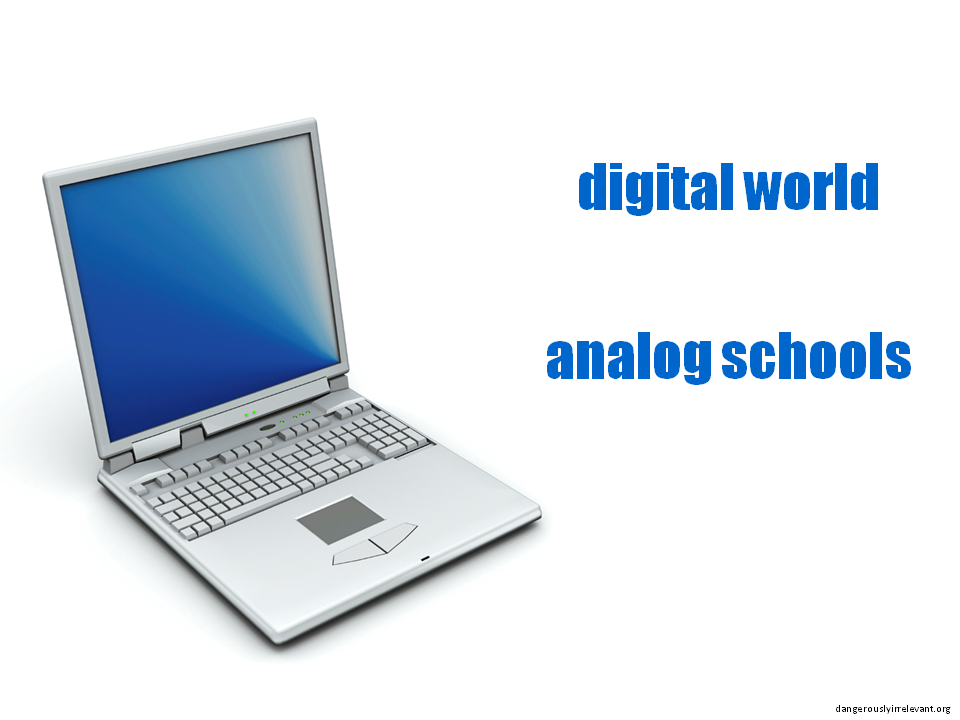 digital world
analog schools
dangerouslyirrelevant.org